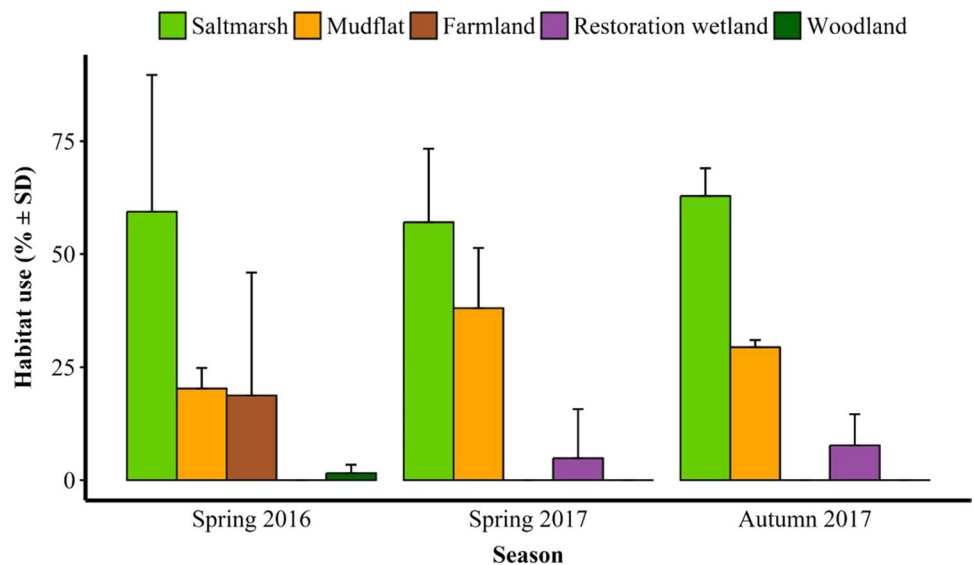 Saltmarsh Mudflat Farmland Restoration wetland Woodland
Habitat use (% ± SD)
75
50
25
0
Spring 2016 Spring 2017 Autumn 2017
Season